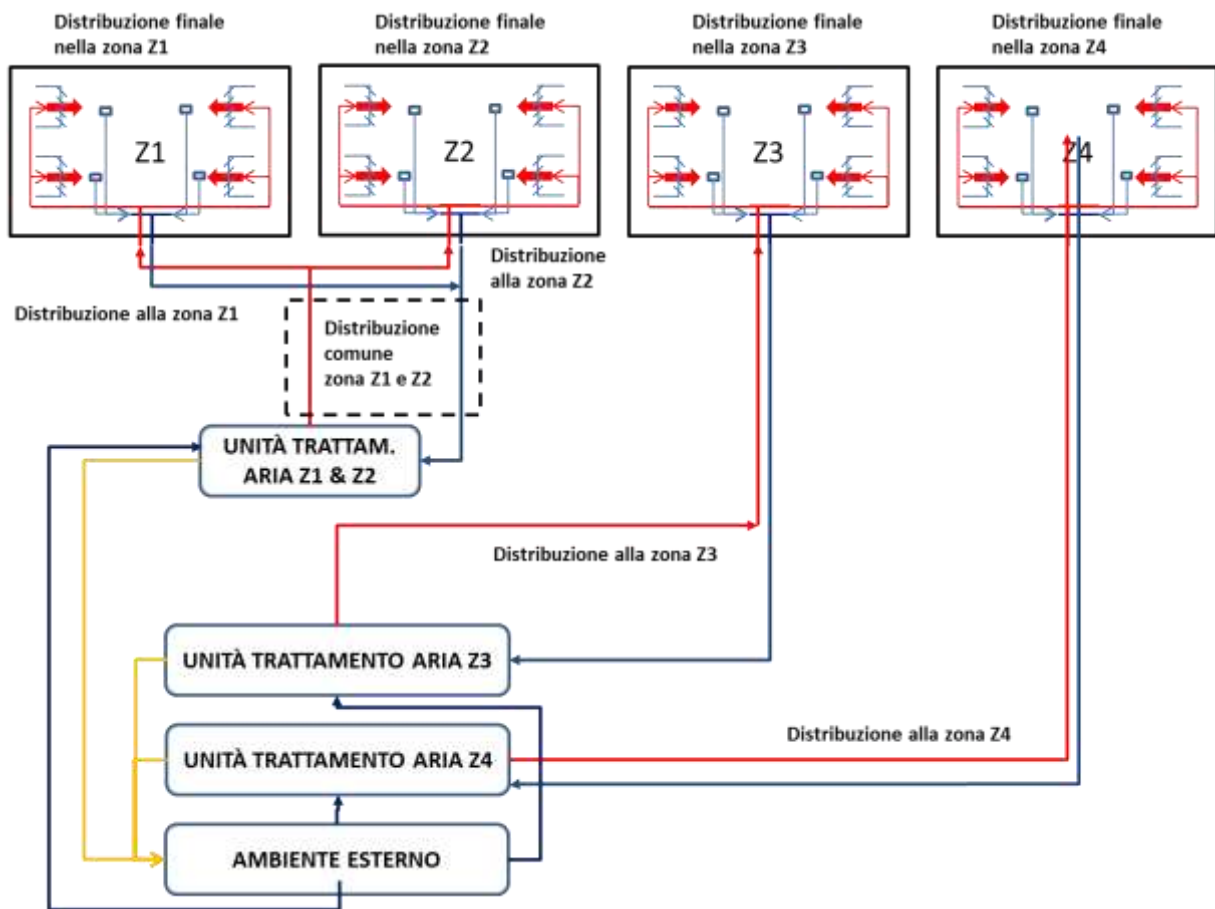 Distribuzione finale
nella zona Z1
Distribuzione finale
nella zona Z2
Distribuzione finale
nella zona Z3
Distribuzione finale
nella zona Z4
Z1
Z2
Z3
Z4
Distribuzione
alla zona Z2
Distribuzione alla zona Z1
Distribuzione
comune
zona Z1 e Z2
UNITÀ TRATTAM.
ARIA Z1 & Z2
Distribuzione alla zona Z3
UNITÀ TRATTAMENTO ARIA Z3
Distribuzione alla zona Z4
UNITÀ TRATTAMENTO ARIA Z4
AMBIENTE ESTERNO